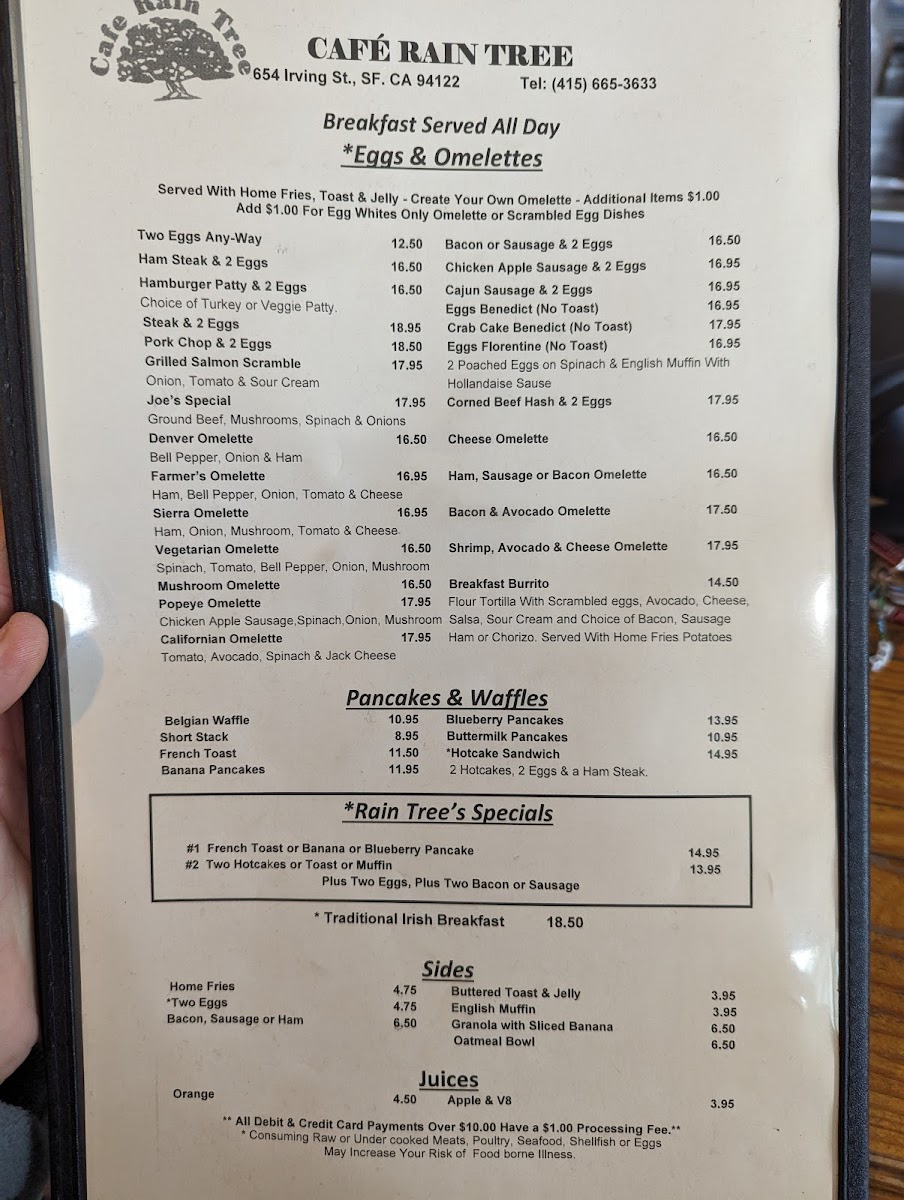 Cafe Rain Tree
CAFÉ RAIN TREE
654 Irving St., SF. CA 94122 Tel: (415) 665-3633
Breakfast Served All Day
*Eggs & Omelettes
Served With Home Fries, Toast & Jelly - Create Your Own Omelette - Additional Items $1.00
Add $1.00 For Egg Whites Only Omelette or Scrambled Egg Dishes
Two Eggs Any-Way 12.50
Ham Steak & 2 Eggs 16.50
Hamburger Patty & 2 Eggs 16.50
Choice of Turkey or Veggie Patty.
Steak & 2 Eggs 18.95
Pork Chop & 2 Eggs 18.50
Grilled Salmon Scramble 17.95
Onion, Tomato & Sour Cream
Joe's Special 17.95
Ground Beef, Mushrooms, Spinach & Onions
Denver Omelette 16.50
Bell Pepper, Onion & Ham
Farmer's Omelette 16.95
Ham, Bell Pepper, Onion, Tomato & Cheese
Sierra Omelette 16.95
Ham, Onion, Mushroom, Tomato & Cheese.
Vegetarian Omelette 16.50
Spinach, Tomato, Bell Pepper, Onion, Mushroom
Mushroom Omelette 16.50
Popeye Omelette 17.95
Chicken Apple Sausage,Spinach,Onion, Mushroom
Californian Omelette 17.95
Tomato, Avocado, Spinach & Jack Cheese
Bacon or Sausage & 2 Eggs 16.50
Chicken Apple Sausage & 2 Eggs 16.95
Cajun Sausage & 2 Eggs 16.95
Eggs Benedict (No Toast) 16.95
Crab Cake Benedict (No Toast) 17.95
Eggs Florentine (No Toast) 16.95
2 Poached Eggs on Spinach & English Muffin With
Hollandaise Sause
Corned Beef Hash & 2 Eggs 17.95
Cheese Omelette 16.50
Ham, Sausage or Bacon Omelette 16.50
Bacon & Avocado Omelette 17.50
Shrimp, Avocado & Cheese Omelette 17.95
Breakfast Burrito 14.50
Flour Tortilla With Scrambled eggs, Avocado, Cheese,
Salsa, Sour Cream and Choice of Bacon, Sausage
Ham or Chorizo. Served With Home Fries Potatoes
Pancakes & Waffles
Belgian Waffle 10.95
Short Stack 8.95
French Toast 11.50
Banana Pancakes 11.95
Blueberry Pancakes 13.95
Buttermilk Pancakes 10.95
*Hotcake Sandwich 14.95
2 Hotcakes, 2 Eggs & a Ham Steak.
*Rain Tree's Specials
#1 French Toast or Banana or Blueberry Pancake 14.95
#2 Two Hotcakes or Toast or Muffin 13.95
Plus Two Eggs, Plus Two Bacon or Sausage
* Traditional Irish Breakfast 18.50
Sides
Home Fries 4.75
*Two Eggs 4.75
Bacon, Sausage or Ham 6.50
Buttered Toast & Jelly 3.95
English Muffin 3.95
Granola with Sliced Banana 6.50
Oatmeal Bowl 6.50
Juices
Orange 4.50
Apple & V8 3.95
** All Debit & Credit Card Payments Over $10.00 Have a $1.00 Processing Fee.**
* Consuming Raw or Under cooked Meats, Poultry, Seafood, Shellfish or Eggs
May Increase Your Risk of Food borne Illness.